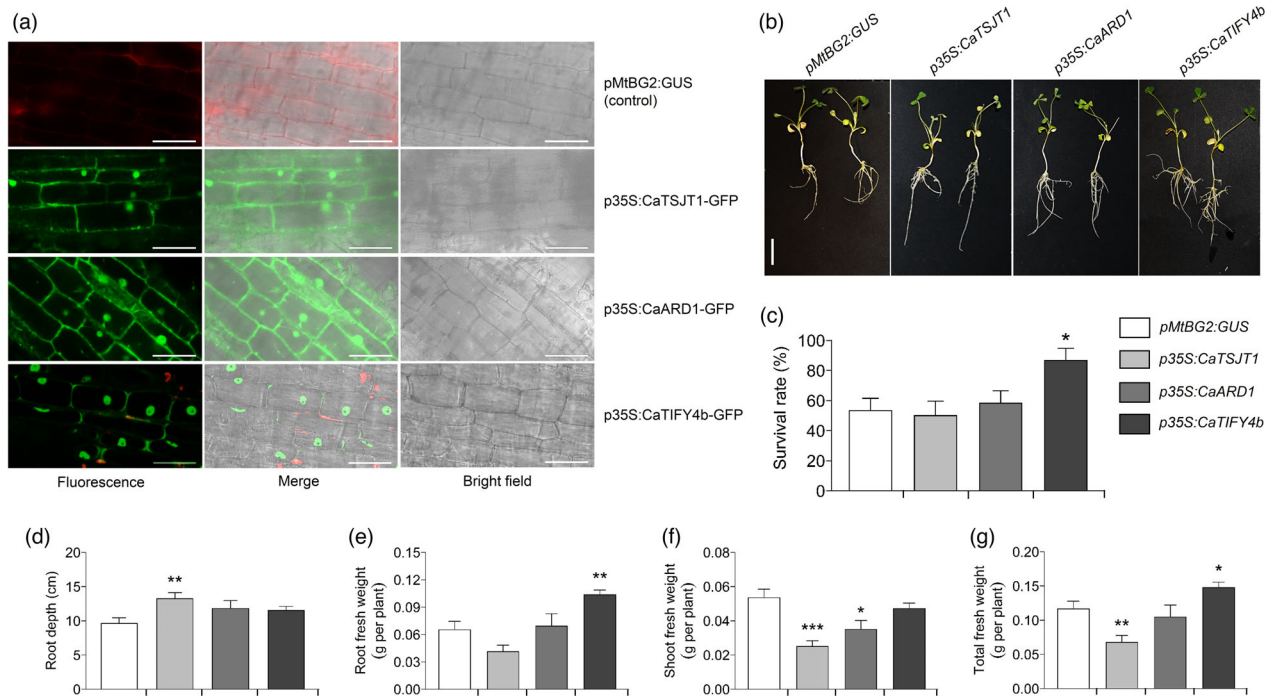 (a)
pMtBG2:GUS
(control)
p35S:CaTSJT1-GFP
p35S:CaARD1-GFP
p35S:CaTIFY4b-GFP
Fluorescence
Merge
Bright field
(b)
pMtBG2:GUS
p35S:CaTSJT1
p35S:CaARD1
p35S:CaTIFY4b
(c)
Survival rate (%)
100
80
60
40
20
0
*
pMtBG2:GUS
p35S:CaTSJT1
p35S:CaARD1
p35S:CaTIFY4b
(d)
Root depth (cm)
20
15
10
5
0
**
(e)
Root fresh weight
(g per plant)
0.15
0.12
0.09
0.06
0.03
0.00
**
(f)
Shoot fresh weight
(g per plant)
0.08
0.06
0.04
0.02
0.00
***
*
(g)
Total fresh weight
(g per plant)
0.20
0.15
0.10
0.05
0.00
**
*